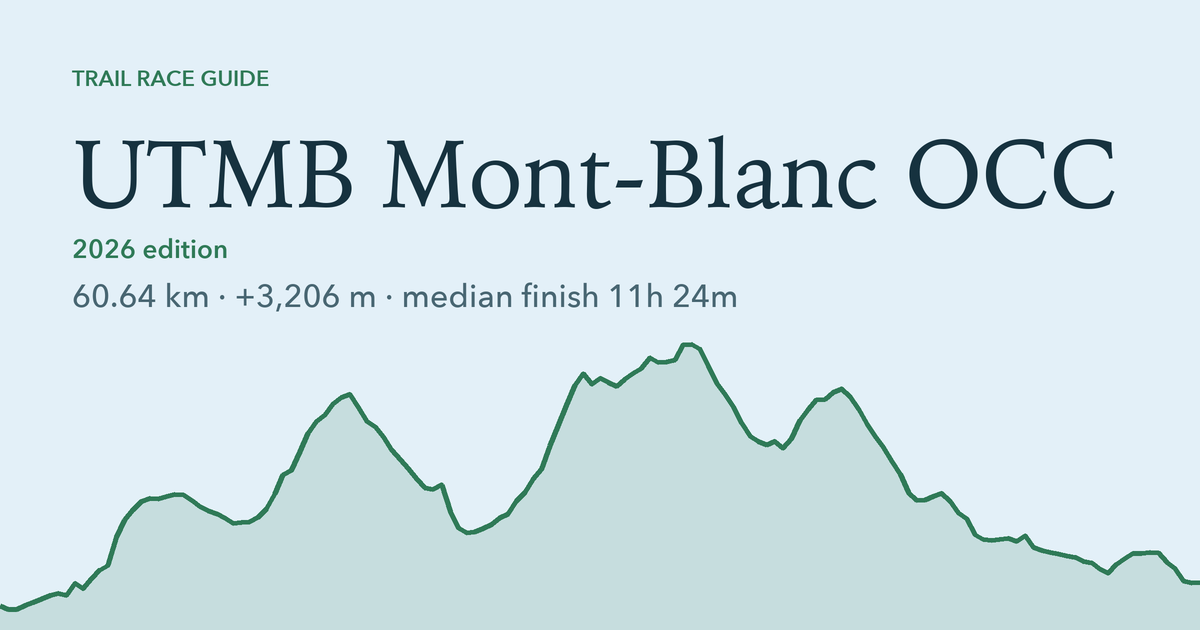 TRAIL RACE GUIDE
UTMB Mont-Blanc OCC
2026 edition
60.64 km · +3,206 m · median finish 11h 24m